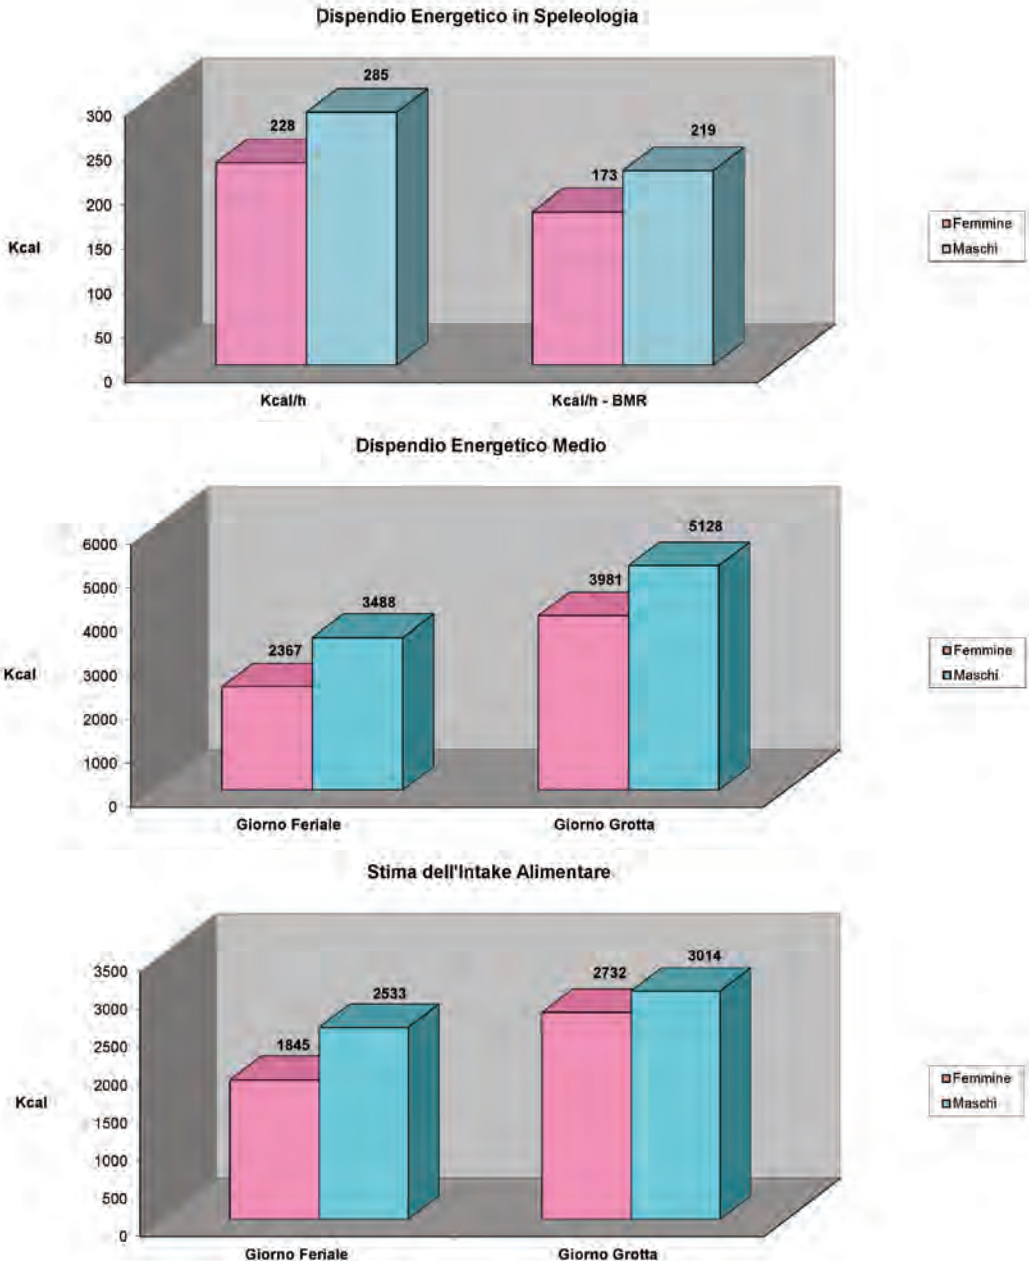 Dispendio Energetico in Speleologia
285
300
228
219
250
173
200
Kcal
150
100
50
0
Femmine
Maschi
Kcal/h
Kcal/h - BMR
Dispendio Energetico Medio
5128
6000
3981
5000
3488
4000
2367
Kcal
3000
2000
1000
0
Femmine
Maschi
Giorno Feriale
Giorno Grotta
Stima dell'Intake Alimentare
3014
3500
2732
2533
3000
1845
2500
2000
Kcal
1500
1000
500
0
Femmine
Maschi
Giorno Feriale
Giorno Grotta